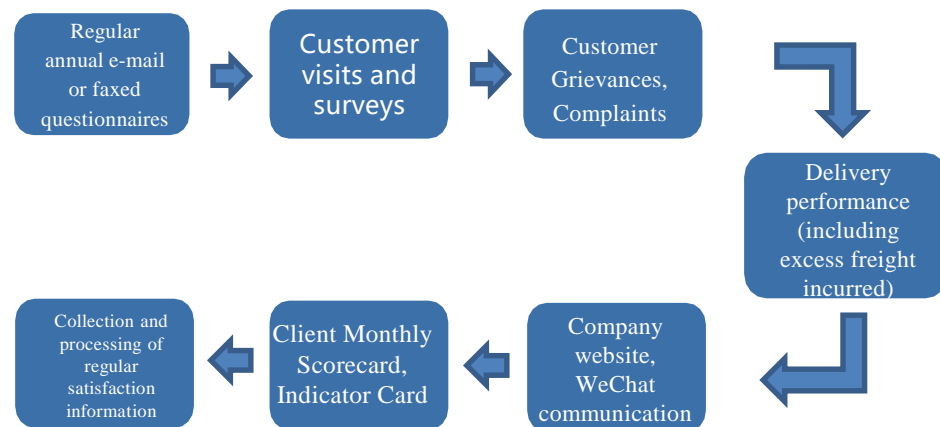 Regular
annual e-mail
or faxed
questionnaires
Customer
visits and
surveys
Customer
Grievances,
Complaints
Delivery
performance
(including
excess freight
incurred)
Company
website,
WeChat
communication
Client Monthly
Scorecard,
Indicator Card
Collection and
processing of
regular
satisfaction
information